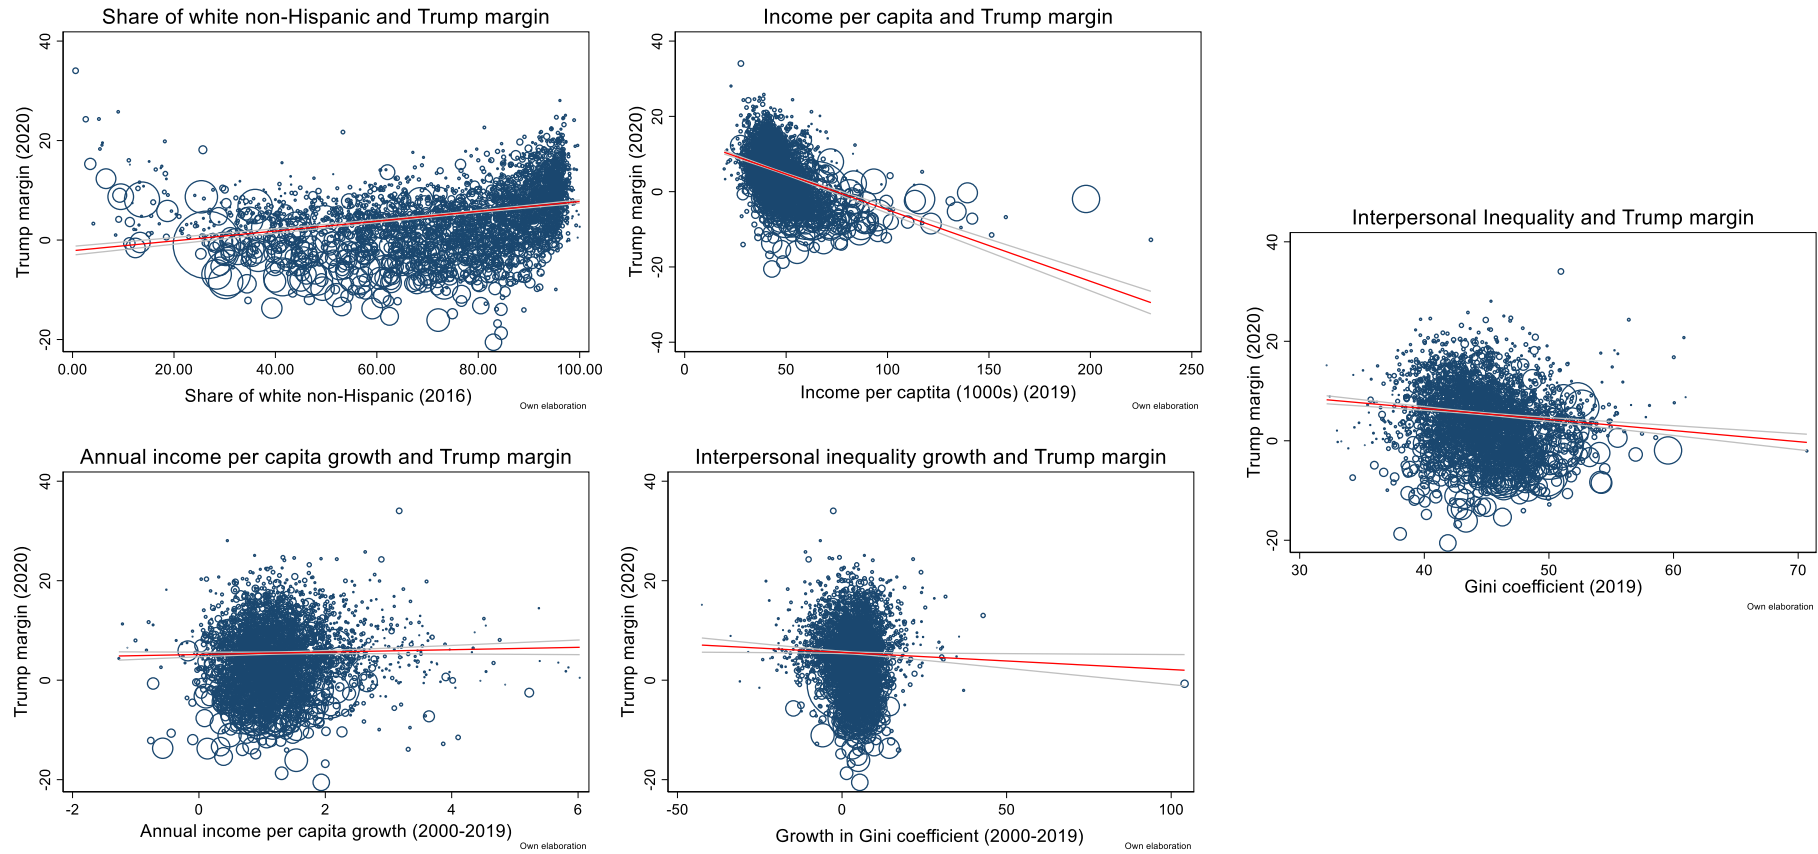 Share of white non-Hispanic and Trump margin
Trump margin (2020)
40
20
0
-20
0.00 20.00 40.00 60.00 80.00 100.00
Share of white non-Hispanic (2016)
Own elaboration
Income per capita and Trump margin
Trump margin (2020)
40
20
0
-20
-40
0 50 100 150 200 250
Income per captita (1000s) (2019)
Own elaboration
Interpersonal Inequality and Trump margin
Trump margin (2020)
40
20
0
-20
30 40 50 60 70
Gini coefficient (2019)
Own elaboration
Annual income per capita growth and Trump margin
Trump margin (2020)
40
20
0
-20
-2 0 2 4 6
Annual income per capita growth (2000-2019)
Own elaboration
Interpersonal inequality growth and Trump margin
Trump margin (2020)
40
20
0
-20
-50 0 50 100
Growth in Gini coefficient (2000-2019)
Own elaboration